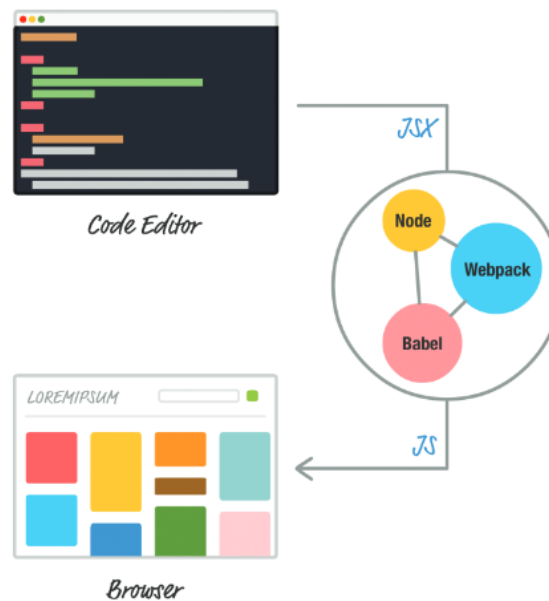 JSX
Code Editor
Node
Webpack
Babel
LOREMIPSUM
JS
Browser